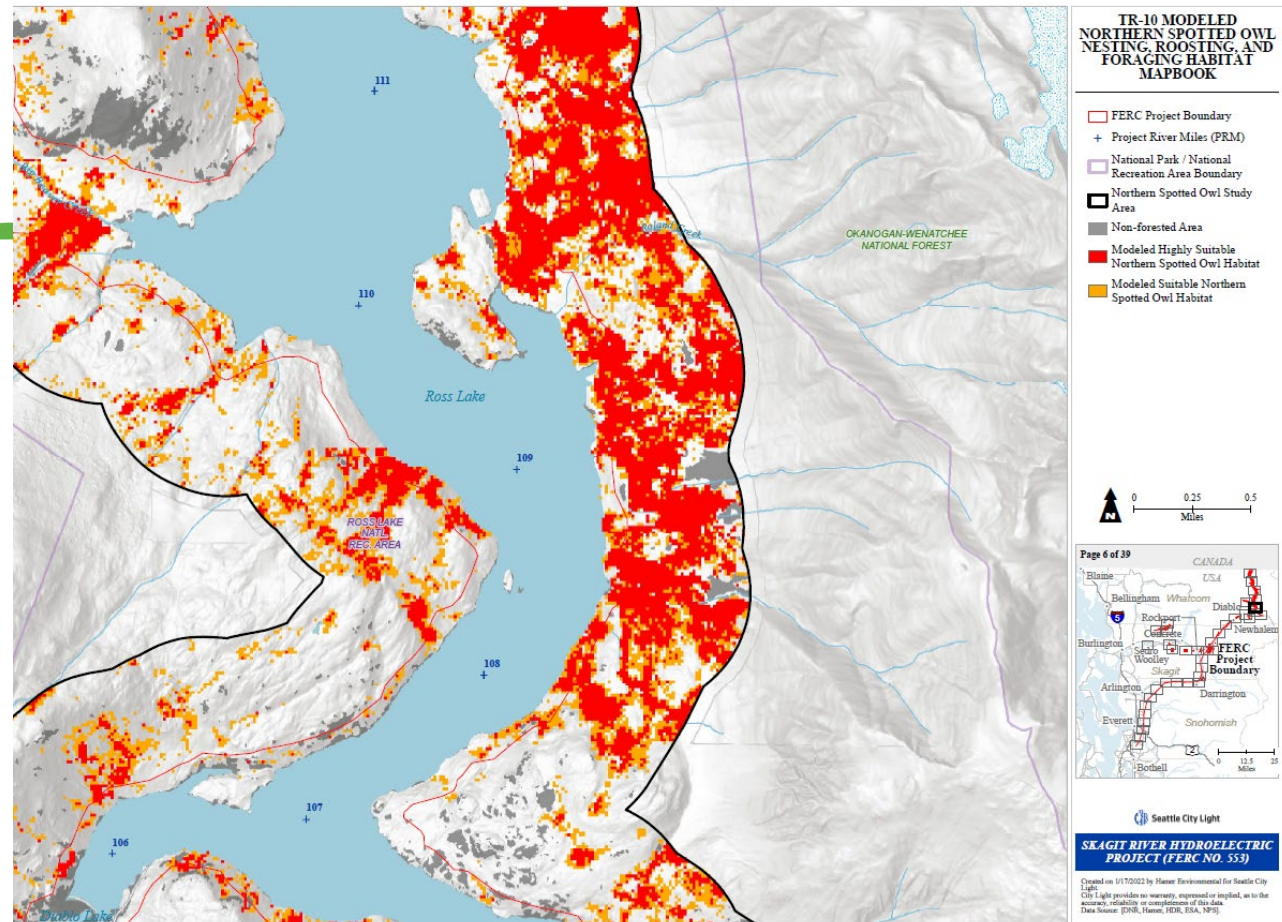 111
110
Roland Creek
OKANOGAN-WENATCHEE
NATIONAL FOREST
Ross Lake
109
ROSS LAKE
NATL
REC. AREA
108
107
106
Diablo Lake
TR-10 MODELED
NORTHERN SPOTTED OWL
NESTING, ROOSTING, AND
FORAGING HABITAT
MAPBOOK
FERC Project Boundary
Project River Miles (PRM)
National Park / National
Recreation Area Boundary
Northern Spotted Owl Study
Area
Non-forested Area
Modeled Highly Suitable
Northern Spotted Owl Habitat
Modeled Suitable Northern
Spotted Owl Habitat
N
0 0.25 0.5
Miles
Page 6 of 39
CANADA
USA
Blaine
Bellingham
Whatcom
Diablo
5
Rockport
Newhalem
Concrete
Burlington
Sedro
Woolley
FERC
Project
Boundary
Skagit
Arlington
Darrington
Everett
Snohomish
2
0 12.5 25
Miles
Bothell
Seattle City Light
SKAGIT RIVER HYDROELECTRIC
PROJECT (FERC NO. 553)
Created on 1/17/2022 by Hamer Environmental for Seattle City
Light.
City Light provides no warranty, expressed or implied, as to the
accuracy, reliability or completeness of this data.
Data Source: [DNR, Hamer, HDR, ESA, NPS].